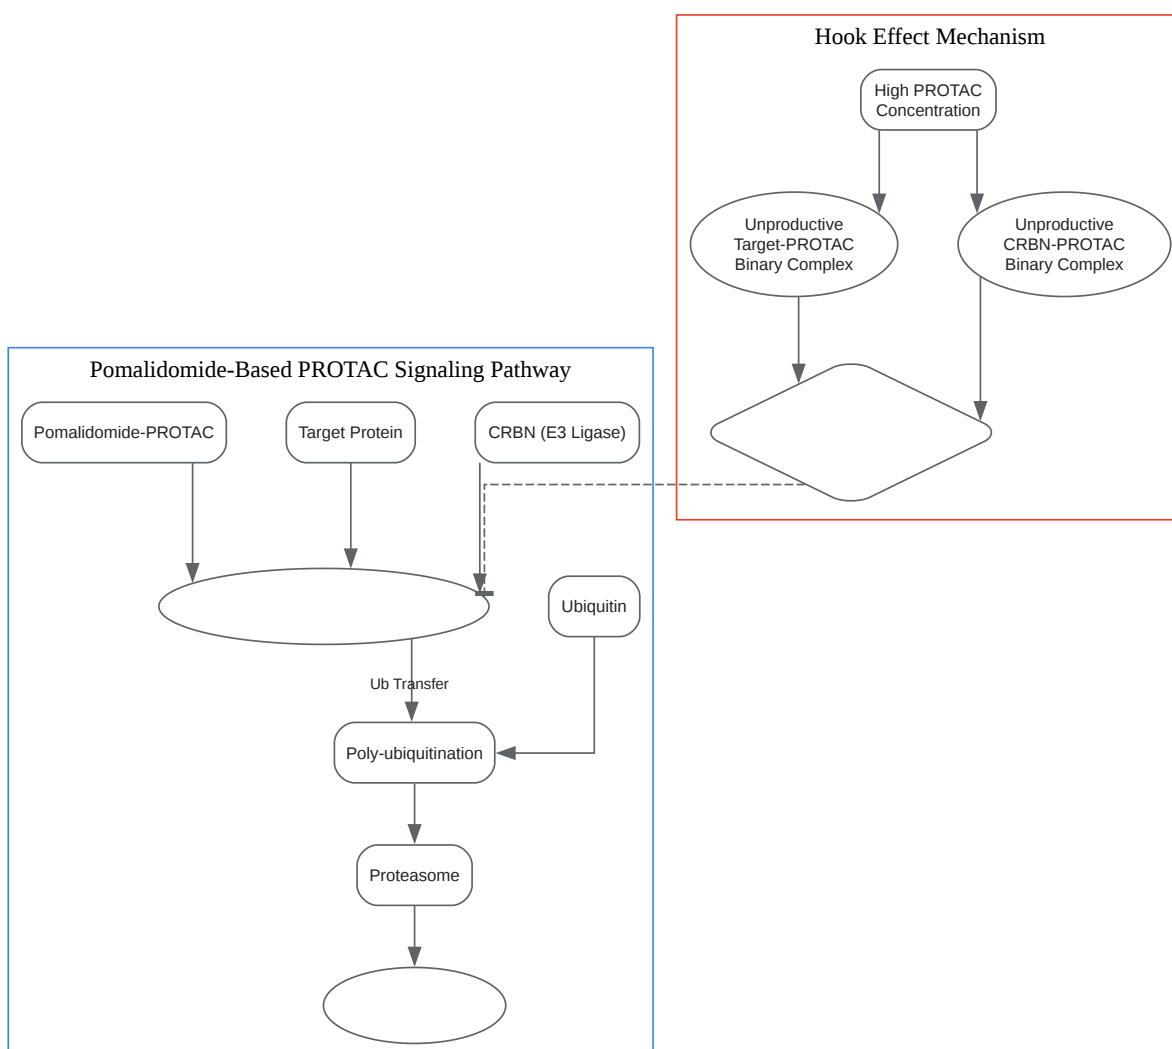 Hook Effect Mechanism
High PROTAC
Concentration
Unproductive
Target-PROTAC
Binary Complex
Unproductive
CRBN-PROTAC
Binary Complex
Pomalidomide-Based PROTAC Signaling Pathway
Pomalidomide-PROTAC
Target Protein
CRBN (E3 Ligase)
Ubiquitin
Ub Transfer
Poly-ubiquitination
Proteasome